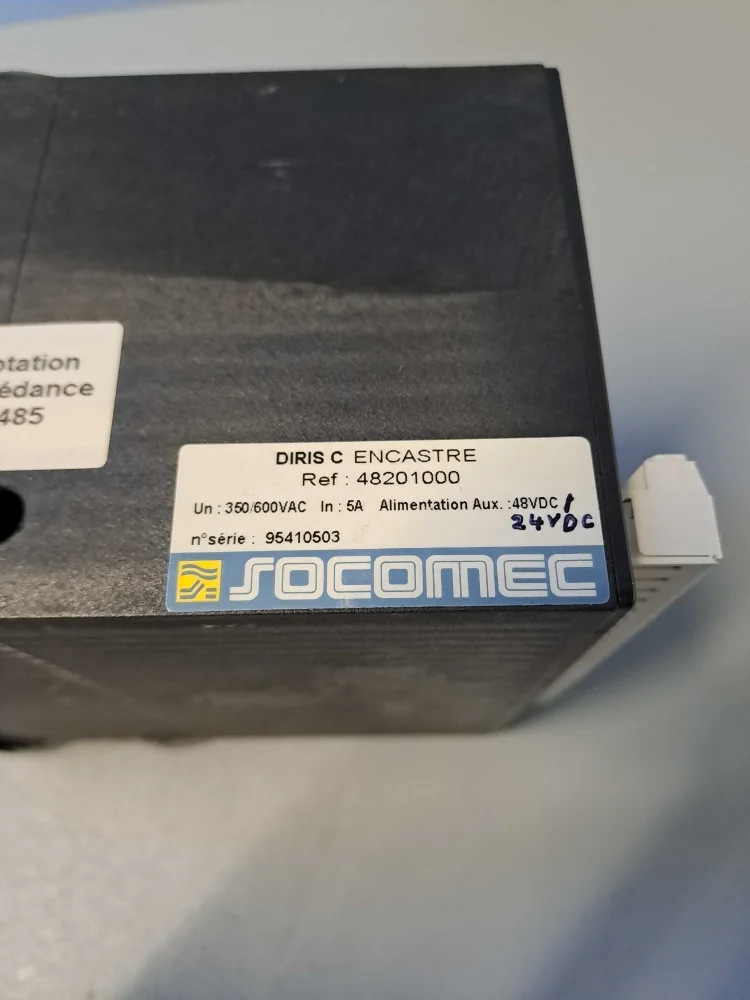 otation
édance
485
DIRIS C ENCASTRE
Ref : 48201000
Un : 350/600VAC In : 5A Alimentation Aux. :48VDC /
24VDC
n°série : 95410503
SOCOMEC